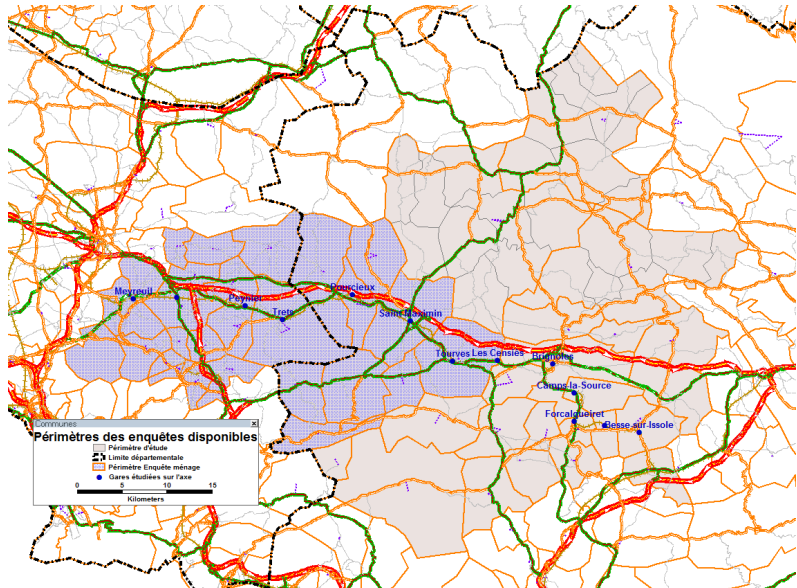 Pourcieux
Meyreuil
Peynier
Trets
Saint-Maximin
Tourves
Les Censiés
Brignoles
Camps-la-Source
Forcalqueiret
Besse-sur-Issole
Communes
Périmètres des enquêtes disponibles
Périmètre d'étude
Limite départementale
Périmètre Enquête ménage
Gares étudiées sur l'axe
0 5 10 15
Kilometers